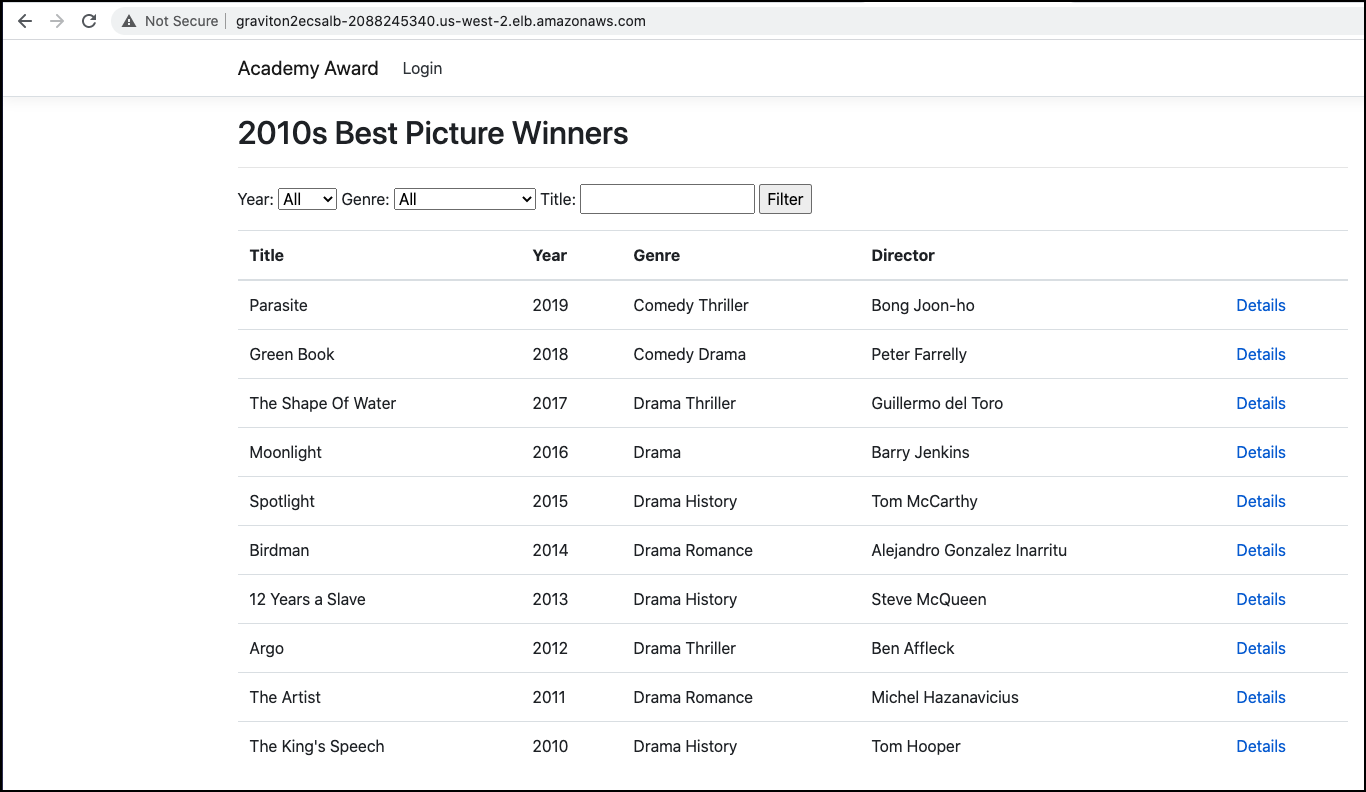 Not Secure graviton2ecsalb-2088245340.us-west-2.elb.amazonaws.com
Academy Award Login
2010s Best Picture Winners
Year: All Genre: All Title: Filter
Title Year Genre Director
Parasite 2019 Comedy Thriller Bong Joon-ho Details
Green Book 2018 Comedy Drama Peter Farrelly Details
The Shape Of Water 2017 Drama Thriller Guillermo del Toro Details
Moonlight 2016 Drama Barry Jenkins Details
Spotlight 2015 Drama History Tom McCarthy Details
Birdman 2014 Drama Romance Alejandro Gonzalez Inarritu Details
12 Years a Slave 2013 Drama History Steve McQueen Details
Argo 2012 Drama Thriller Ben Affleck Details
The Artist 2011 Drama Romance Michel Hazanavicius Details
The King's Speech 2010 Drama History Tom Hooper Details